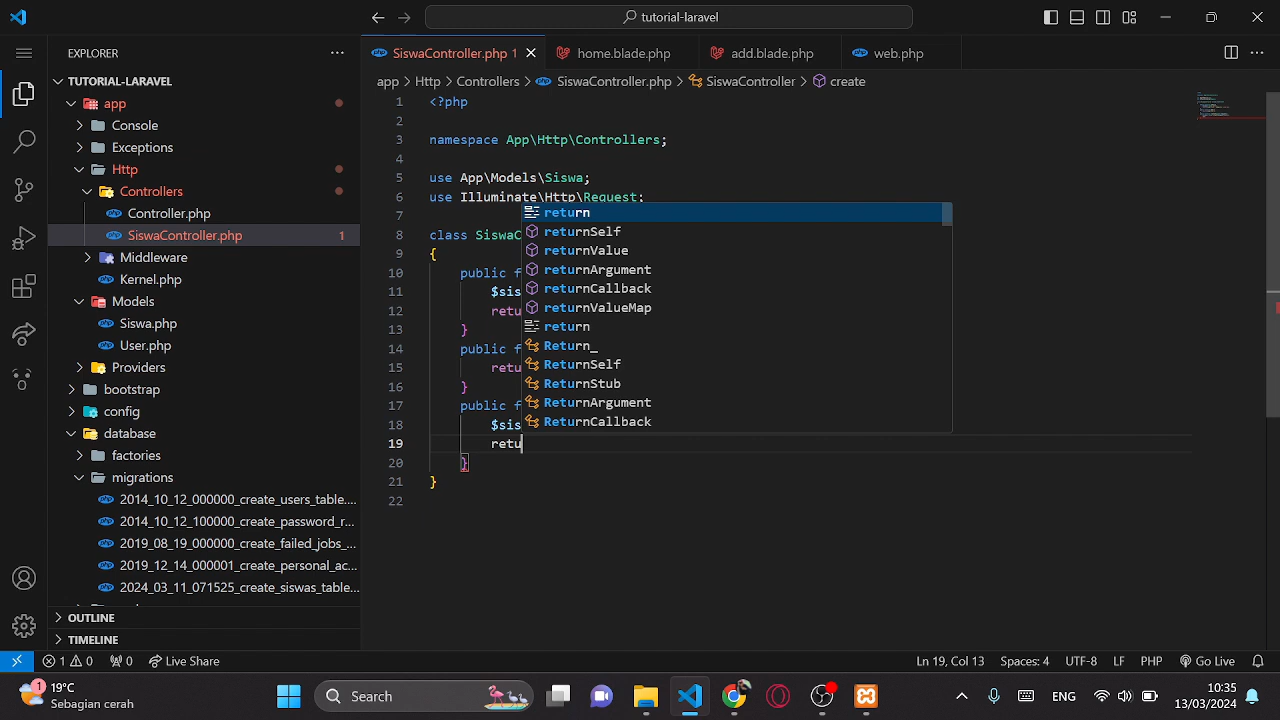 tutorial-laravel
EXPLORER
SiswaController.php 1
home.blade.php
add.blade.php
web.php
TUTORIAL-LARAVEL
app
Console
Exceptions
Http
Controllers
Controller.php
SiswaController.php 1
Middleware
Kernel.php
Models
Siswa.php
User.php
Providers
bootstrap
config
database
factories
migrations
2014_10_12_000000_create_users_table....
2014_10_12_100000_create_password_r...
2019_08_19_000000_create_failed_jobs_...
2019_12_14_000001_create_personal_ac...
2024_03_11_071525_create_siswas_table...
OUTLINE
TIMELINE
app > Http > Controllers > SiswaController.php > SiswaController > create
1 <?php
2
3 namespace App\Http\Controllers;
4
5 use App\Models\Siswa;
6 use Illuminate\Http\Request;
7
8 class SiswaC
9 {
10 public f
11 $sis
12 retu
13 }
14 public f
15 retu
16 }
17 public f
18 $sis
19 retu
20 }
21 }
22
return
returnSelf
returnValue
returnArgument
returnCallback
returnValueMap
return
Return_
ReturnSelf
ReturnStub
ReturnArgument
ReturnCallback
1 0 0 Live Share
Ln 19, Col 13 Spaces: 4 UTF-8 LF PHP Go Live
1
19°C
Sebagian cerah
Search
ENG
10:35
13/03/2024